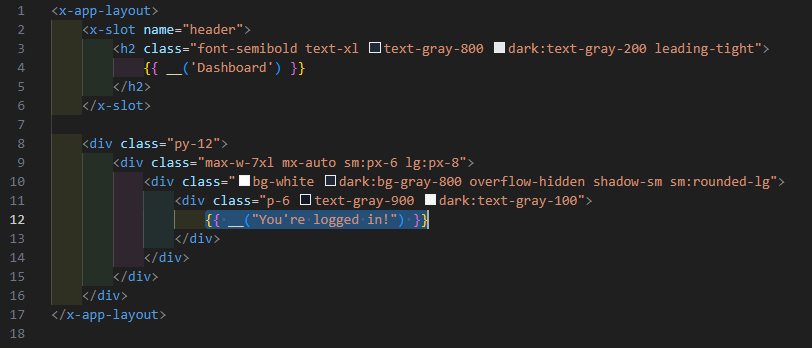 1 <x-app-layout>
2     <x-slot name="header">
3         <h2 class="font-semibold text-xl text-gray-800 dark:text-gray-200 leading-tight">
4             {{ __('Dashboard') }}
5         </h2>
6     </x-slot>
7
8     <div class="py-12">
9         <div class="max-w-7xl mx-auto sm:px-6 lg:px-8">
10             <div class="bg-white dark:bg-gray-800 overflow-hidden shadow-sm sm:rounded-lg">
11                 <div class="p-6 text-gray-900 dark:text-gray-100">
12                     {{ __("You're logged in!") }}
13                 </div>
14             </div>
15         </div>
16     </div>
17 </x-app-layout>
18